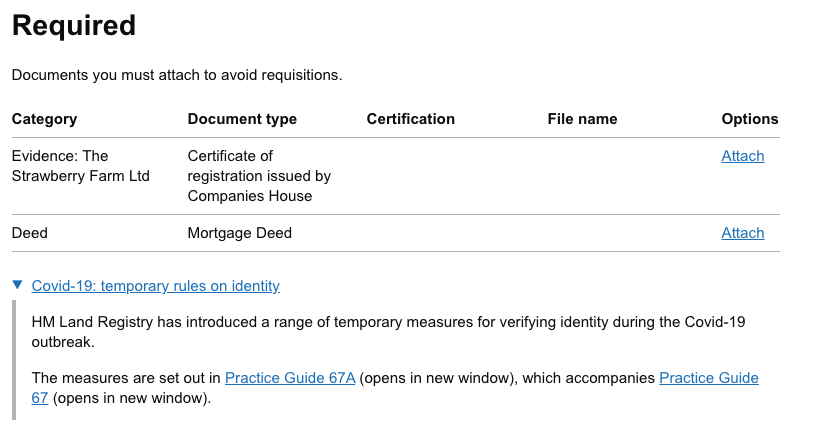 Required
Documents you must attach to avoid requisitions.
Category Document type Certification File name Options
Evidence: The Certificate of Attach
Strawberry Farm Ltd registration issued by
Companies House
Deed Mortgage Deed Attach
Covid-19: temporary rules on identity
HM Land Registry has introduced a range of temporary measures for verifying identity during the Covid-19
outbreak.
The measures are set out in Practice Guide 67A (opens in new window), which accompanies Practice Guide
67 (opens in new window).